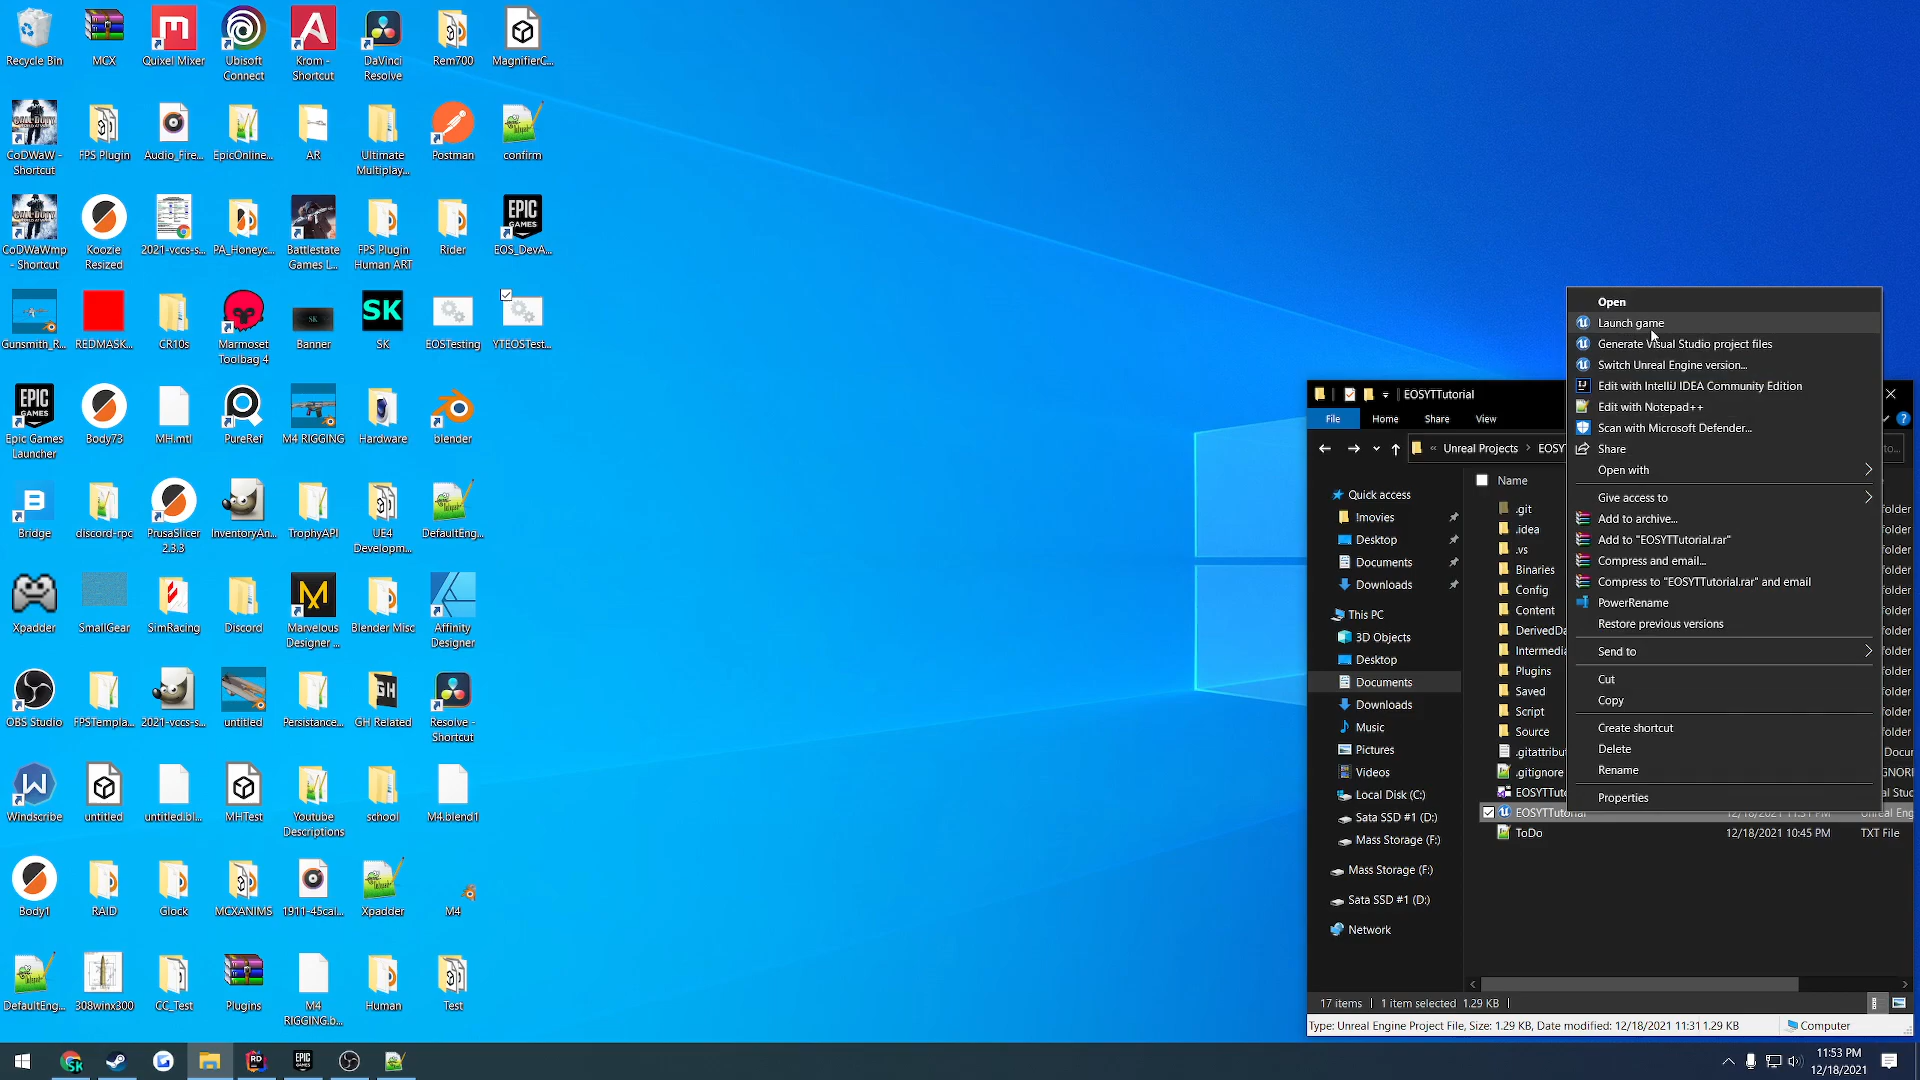 Recycle Bin
MCX
Quixel Mixer
Ubisoft
Connect
Krom -
Shortcut
DaVinci
Resolve
Rem700
MagnifierC...
CoDWaW -
Shortcut
FPS Plugin
Audio_Fire...
EpicOnline...
AR
Ultimate
Multiplay...
Postman
confirm
CoDWaWmp
- Shortcut
Koozie
Resized
2021-vccs-s...
PA_Honeyc...
Battlestate
Games L...
FPS Plugin
Human ART
Rider
EOS_DevA...
Gunsmith_R...
REDMASK...
CR10s
Marmoset
Toolbag 4
Banner
SK
SK
EOSTesting
YTEOSTest...
Epic Games
Launcher
Body73
MH.mtl
PureRef
M4 RIGGING
Hardware
blender
Bridge
discord-rpc
PrusaSlicer
2.3.3
InventoryAn...
TrophyAPI
UE4
Developm...
DefaultEng...
Xpadder
SmallGear
SimRacing
Discord
Marvelous
Designer ...
Blender Misc
Affinity
Designer
OBS Studio
FPSTempla...
2021-vccs-s...
untitled
Persistance...
GH Related
Resolve -
Shortcut
Windscribe
untitled
untitled.bl...
MHTest
Youtube
Descriptions
school
M4.blend1
Body1
RAID
Glock
MCXANIMS
1911-45cal...
Xpadder
M4
DefaultEng...
308winx300
CC_Test
Plugins
M4
RIGGING.b...
Human
Test
Open
Launch game
Generate Visual Studio project files
Switch Unreal Engine version...
Edit with IntelliJ IDEA Community Edition
Edit with Notepad++
Scan with Microsoft Defender...
Share
Open with
Give access to
Add to archive...
Add to "EOSYTTutorial.rar"
Compress and email...
Compress to "EOSYTTutorial.rar" and email
PowerRename
Restore previous versions
Send to
Cut
Copy
Create shortcut
Delete
Rename
Properties
EOSYTTutorial
File
Home
Share
View
Unreal Projects
EOSY
Quick access
!movies
Desktop
Documents
Downloads
This PC
3D Objects
Desktop
Documents
Downloads
Music
Pictures
Videos
Local Disk (C:)
Sata SSD #1 (D:)
Mass Storage (F:)
Mass Storage (F:)
Sata SSD #1 (D:)
Network
Name
.git
.idea
.vs
Binaries
Config
Content
DerivedDa
Intermedia
Plugins
Saved
Script
Source
.gitattribut
.gitignore
EOSYTTuto
EOSYTTutorial
ToDo
12/18/2021 10:45 PM
TXT File
17 items
1 item selected 1.29 KB
Type: Unreal Engine Project File, Size: 1.29 KB, Date modified: 12/18/2021 11:31 1.29 KB
Computer
11:53 PM
12/18/2021